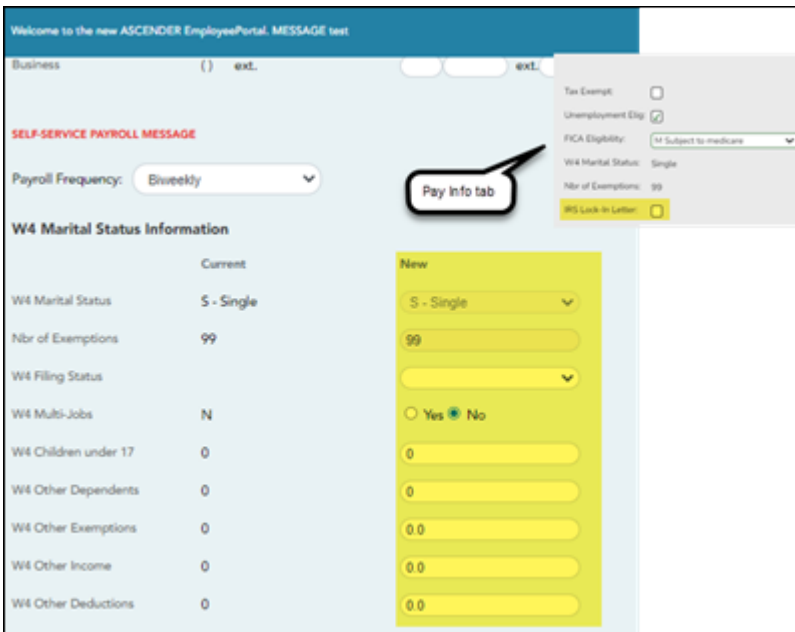 Welcome to the new ASCENDER EmployeePortal. MESSAGE test
Business ( ) ext. ext.
SELF-SERVICE PAYROLL MESSAGE
Payroll Frequency: Biweekly
Pay Info tab
Tax Exempt:
Unemployment Elig:
FICA Eligibility: M Subject to medicare
W4 Marital Status: Single
Nbr of Exemptions: 99
IRS Lock-In Letter:
W4 Marital Status Information
Current New
W4 Marital Status S - Single S - Single
Nbr of Exemptions 99 99
W4 Filing Status
W4 Multi-Jobs N Yes No
W4 Children under 17 0 0
W4 Other Dependents 0 0
W4 Other Exemptions 0 0.0
W4 Other Income 0 0.0
W4 Other Deductions 0 0.0